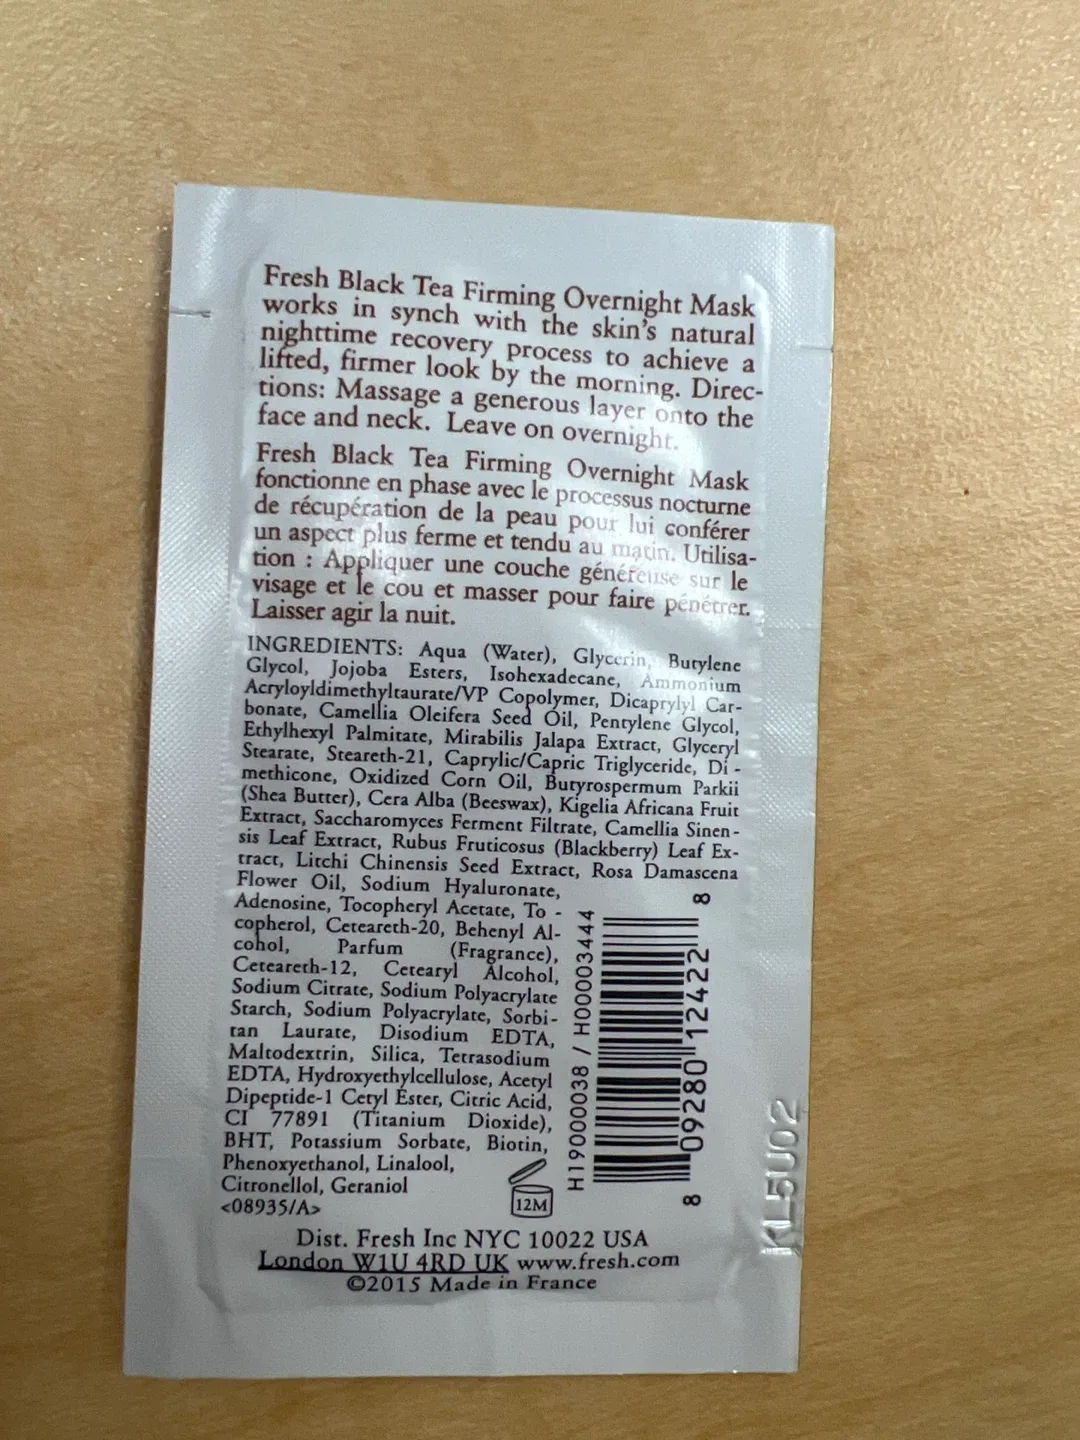 Fresh Black Tea Firming Overnight Mask
works in synch with the skin's natural
nighttime recovery process to achieve a
lifted, firmer look by the morning. Direc-
tions: Massage a generous layer onto the
face and neck. Leave on overnight.
Fresh Black Tea Firming Overnight Mask
fonctionne en phase avec le processus nocturne
de récupération de la peau pour lui conférer
un aspect plus ferme et tendu au matin. Utilisa-
tion : Appliquer une couche généreuse sur le
visage et le cou et masser pour faire pénétrer.
Laisser agir la nuit.
INGREDIENTS: Aqua (Water), Glycerin, Butylene
Glycol, Jojoba Esters, Isohexadecane, Ammonium
Acryloyldimethyltaurate/VP Copolymer, Dicaprylyl Car-
bonate, Camellia Oleifera Seed Oil, Pentylene Glycol,
Ethylhexyl Palmitate, Mirabilis Jalapa Extract, Glyceryl
Stearate, Steareth-21, Caprylic/Capric Triglyceride, Di -
methicone, Oxidized Corn Oil, Butyrospermum Parkii
(Shea Butter), Cera Alba (Beeswax), Kigelia Africana Fruit
Extract, Saccharomyces Ferment Filtrate, Camellia Sinen-
sis Leaf Extract, Rubus Fruticosus (Blackberry) Leaf Ex-
tract, Litchi Chinensis Seed Extract, Rosa Damascena
Flower Oil, Sodium Hyaluronate,
Adenosine, Tocopheryl Acetate, To -
copherol, Ceteareth-20, Behenyl Al-
cohol, Parfum (Fragrance),
Ceteareth-12, Cetearyl Alcohol,
Sodium Citrate, Sodium Polyacrylate
Starch, Sodium Polyacrylate, Sorbi-
tan Laurate, Disodium EDTA,
Maltodextrin, Silica, Tetrasodium
EDTA, Hydroxyethylcellulose, Acetyl
Dipeptide-1 Cetyl Ester, Citric Acid,
CI 77891 (Titanium Dioxide),
BHT, Potassium Sorbate, Biotin,
Phenoxyethanol, Linalool,
Citronellol, Geraniol
<08935/A>
12M
H19000038 / H00003444
8 09280 12422 8
KL5U02
Dist. Fresh Inc NYC 10022 USA
London W1U 4RD UK www.fresh.com
©2015 Made in France